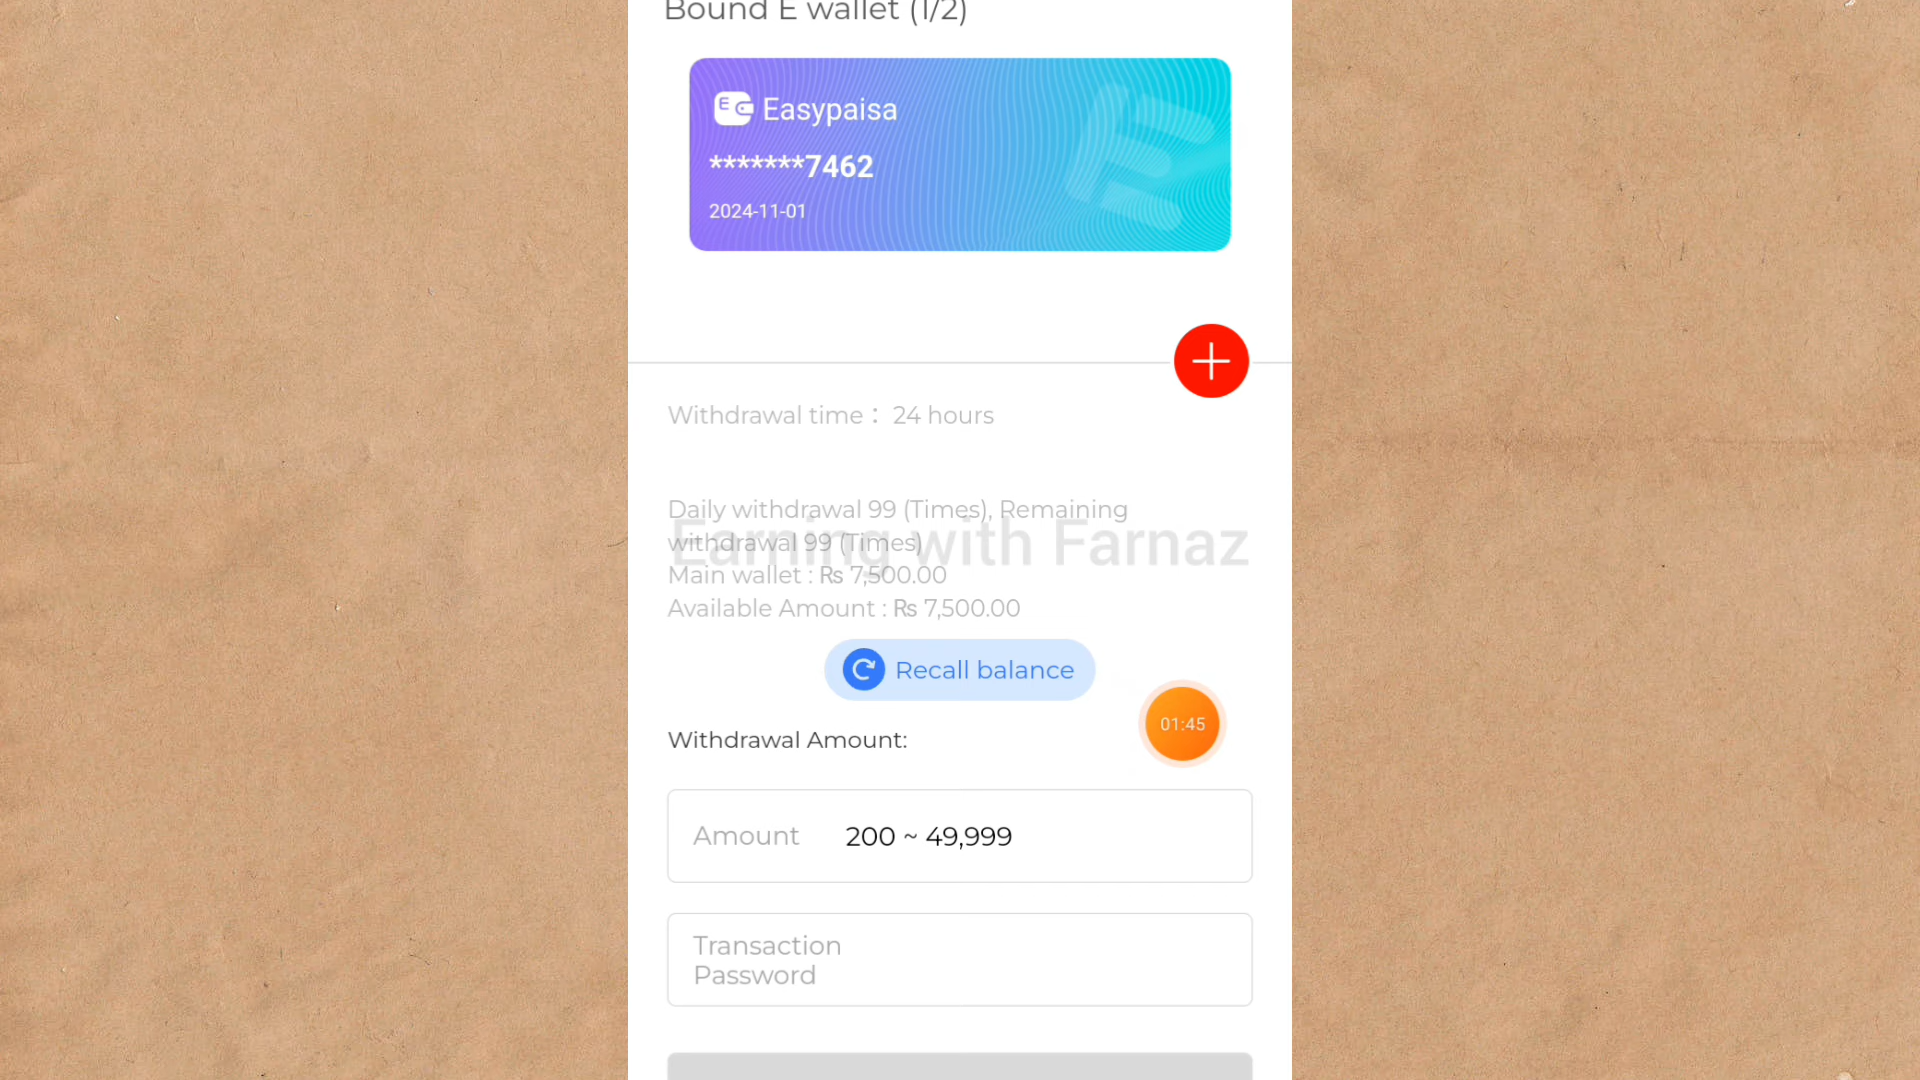 Bound E wallet (1/2)
Easypaisa
*******7462
2024-11-01
Withdrawal time : 24 hours
Daily withdrawal 99 (Times), Remaining
withdrawal 99 (Times)
Earning with Farnaz
Main wallet : Rs 7,500.00
Available Amount : Rs 7,500.00
Recall balance
01:45
Withdrawal Amount:
Amount 200 ~ 49,999
Transaction
Password